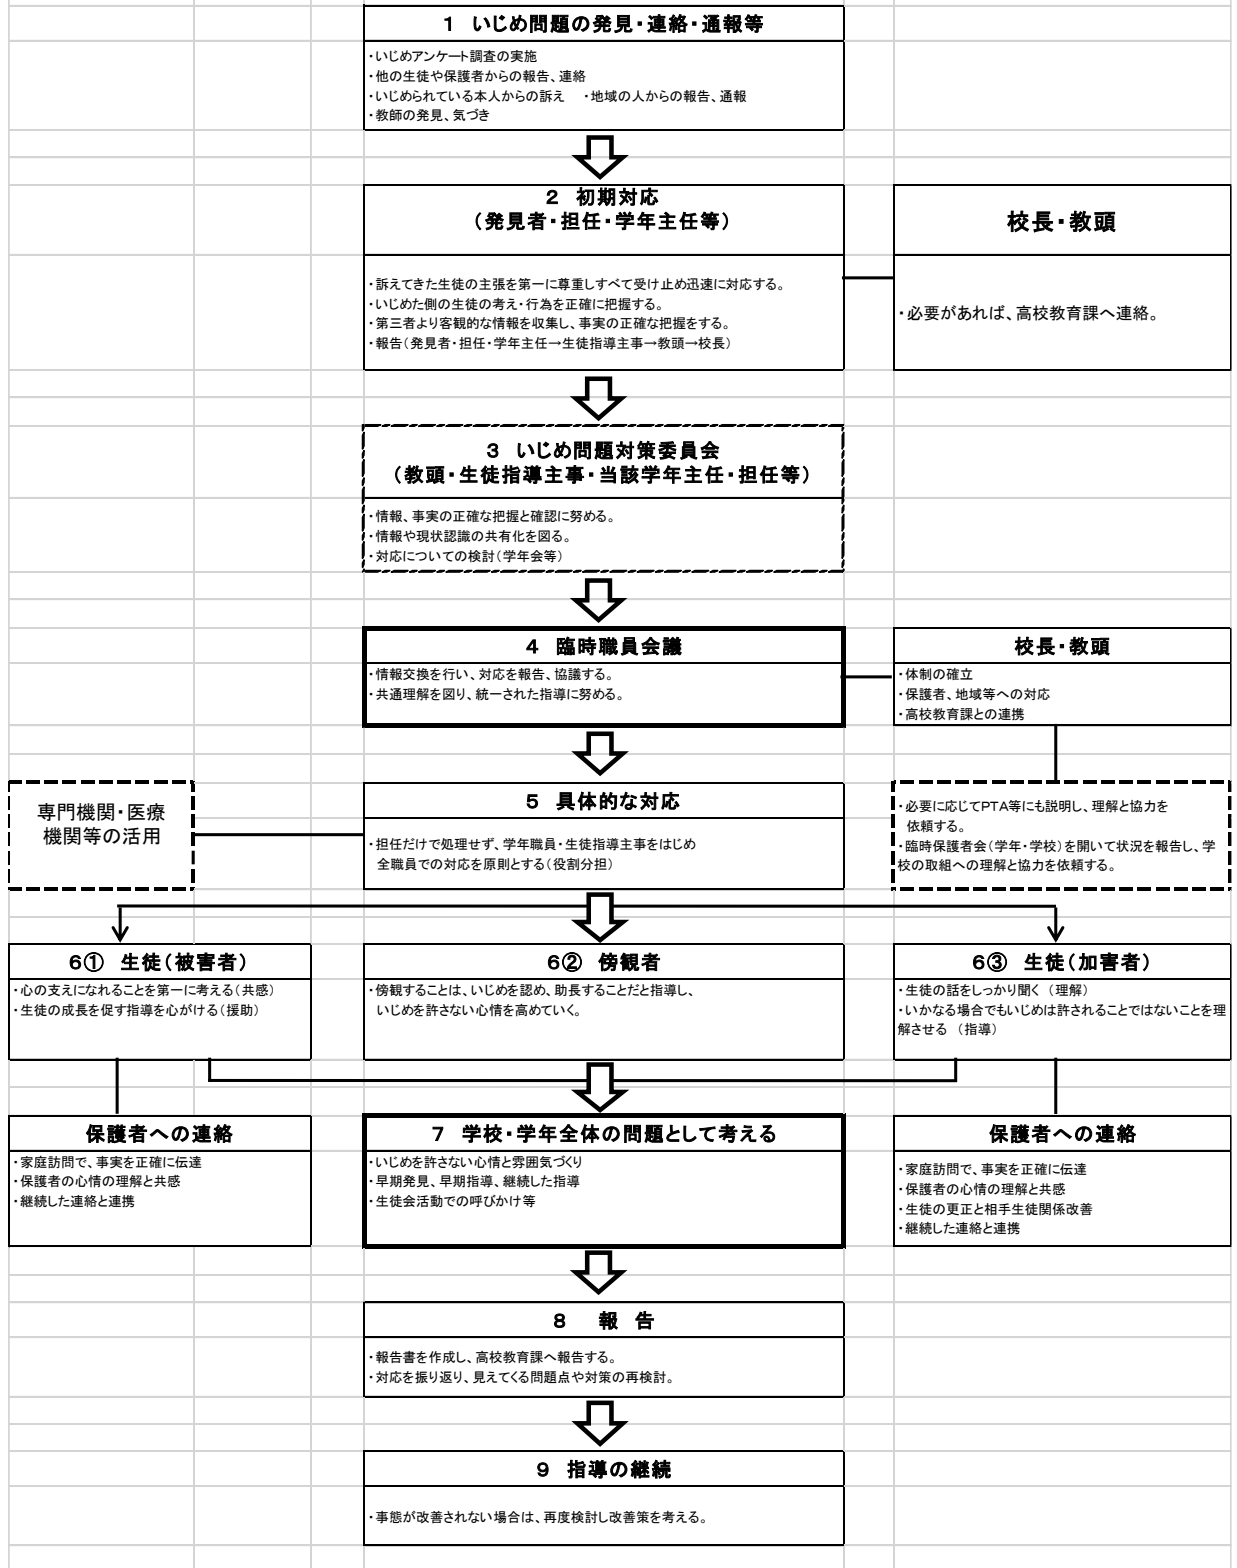 １　いじめ問題の発見・連絡・通報等
・いじめアンケート調査の実施
・他の生徒や保護者からの報告、連絡
・いじめられている本人からの訴え　・地域の人からの報告、通報
・教師の発見、気づき
２　初期対応
（発見者・担任・学年主任等）
・訴えてきた生徒の主張を第一に尊重しすべて受け止め迅速に対応する。
・いじめた側の生徒の考え・行為を正確に把握する。
・第三者より客観的な情報を収集し、事実の正確な把握をする。
・報告（発見者・担任・学年主任→生徒指導主事→教頭→校長）
校長・教頭
・必要があれば、高校教育課へ連絡。
３　いじめ問題対策委員会
（教頭・生徒指導主事・当該学年主任・担任等）
・情報、事実の正確な把握と確認に努める。
・情報や現状認識の共有化を図る。
・対応についての検討（学年会等）
４　臨時職員会議
・情報交換を行い、対応を報告、協議する。
・共通理解を図り、統一された指導に努める。
校長・教頭
・体制の確立
・保護者、地域等への対応
・高校教育課との連携
専門機関・医療
機関等の活用
５　具体的な対応
・担任だけで処理せず、学年職員・生徒指導主事をはじめ
全職員での対応を原則とする（役割分担）
・必要に応じてPTA等にも説明し、理解と協力を
依頼する。
・臨時保護者会（学年・学校）を開いて状況を報告し、学
校の取組への理解と協力を依頼する。
６①　生徒（被害者）
・心の支えになれることを第一に考える（共感）
・生徒の成長を促す指導を心がける（援助）
６②　傍観者
・傍観することは、いじめを認め、助長することだと指導し、
いじめを許さない心情を高めていく。
６③　生徒（加害者）
・生徒の話をしっかり聞く　（理解）
・いかなる場合でもいじめは許されることではないことを理
解させる　（指導）
保護者への連絡
・家庭訪問で、事実を正確に伝達
・保護者の心情の理解と共感
・継続した連絡と連携
７　学校・学年全体の問題として考える
・いじめを許さない心情と雰囲気づくり
・早期発見、早期指導、継続した指導
・生徒会活動での呼びかけ等
保護者への連絡
・家庭訪問で、事実を正確に伝達
・保護者の心情の理解と共感
・生徒の更正と相手生徒関係改善
・継続した連絡と連携
８　報　告
・報告書を作成し、高校教育課へ報告する。
・対応を振り返り、見えてくる問題点や対策の再検討。
９　指導の継続
・事態が改善されない場合は、再度検討し改善策を考える。